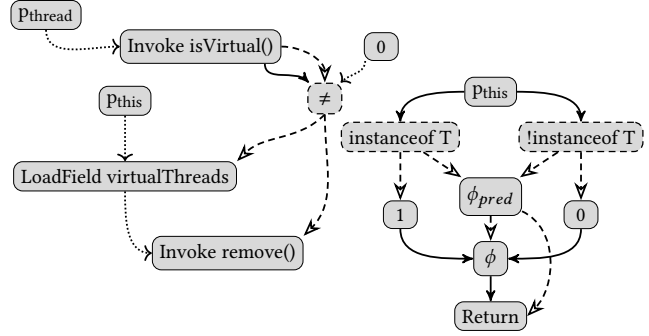 pthread
Invoke isVirtual()
0
≠
pthis
LoadField virtualThreads
Invoke remove()
pthis
instanceof T
!instanceof T
ϕpred
1
0
ϕ
Return